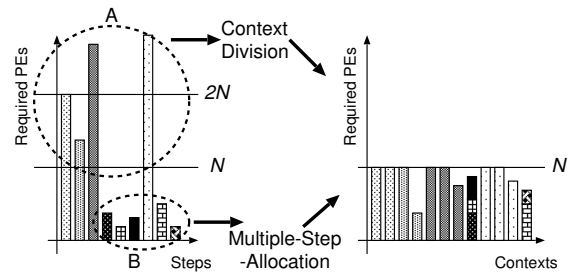 A
Context
Division
Required PEs
2N
N
B
Steps
Multiple-Step
-Allocation
Required PEs
N
Contexts